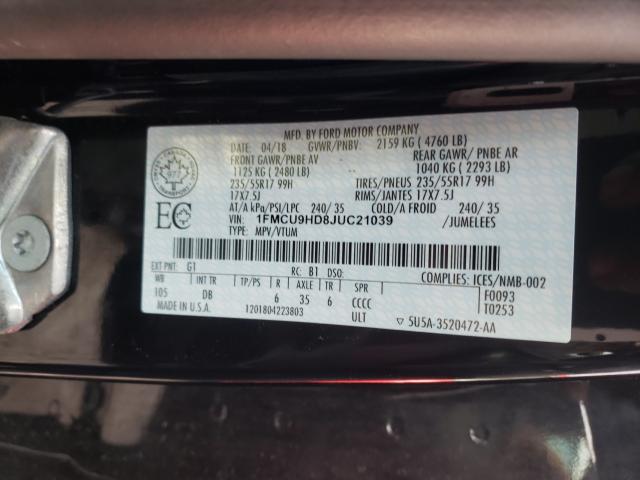 MFD. BY FORD MOTOR COMPANY
DATE: 04/18 GVWR/PNBV: 2159 KG ( 4760 LB)
FRONT GAWR/PNBE AV REAR GAWR/ PNBE AR
1125 KG ( 2480 LB) 1040 KG ( 2293 LB)
235/55R17 99H TIRES/PNEUS 235/55R17 99H
17X7.5J RIMS/JANTES 17X7.5J
AT/A kPa/PSI/LPC 240/ 35 COLD/A FROID 240/ 35
VIN: 1FMCU9HD8JUC21039 /JUMELEES
TYPE: MPV/VTUM
977
EC
EXT PNT: G1 RC: B1 DSO: COMPLIES: ICES/NMB-002
WB INT TR TP/PS R AXLE TR SPR F0093
105 DB 6 35 6 CCCC T0253
MADE IN U.S.A. 1201804223803 ULT ▽ 5U5A-3520472-AA